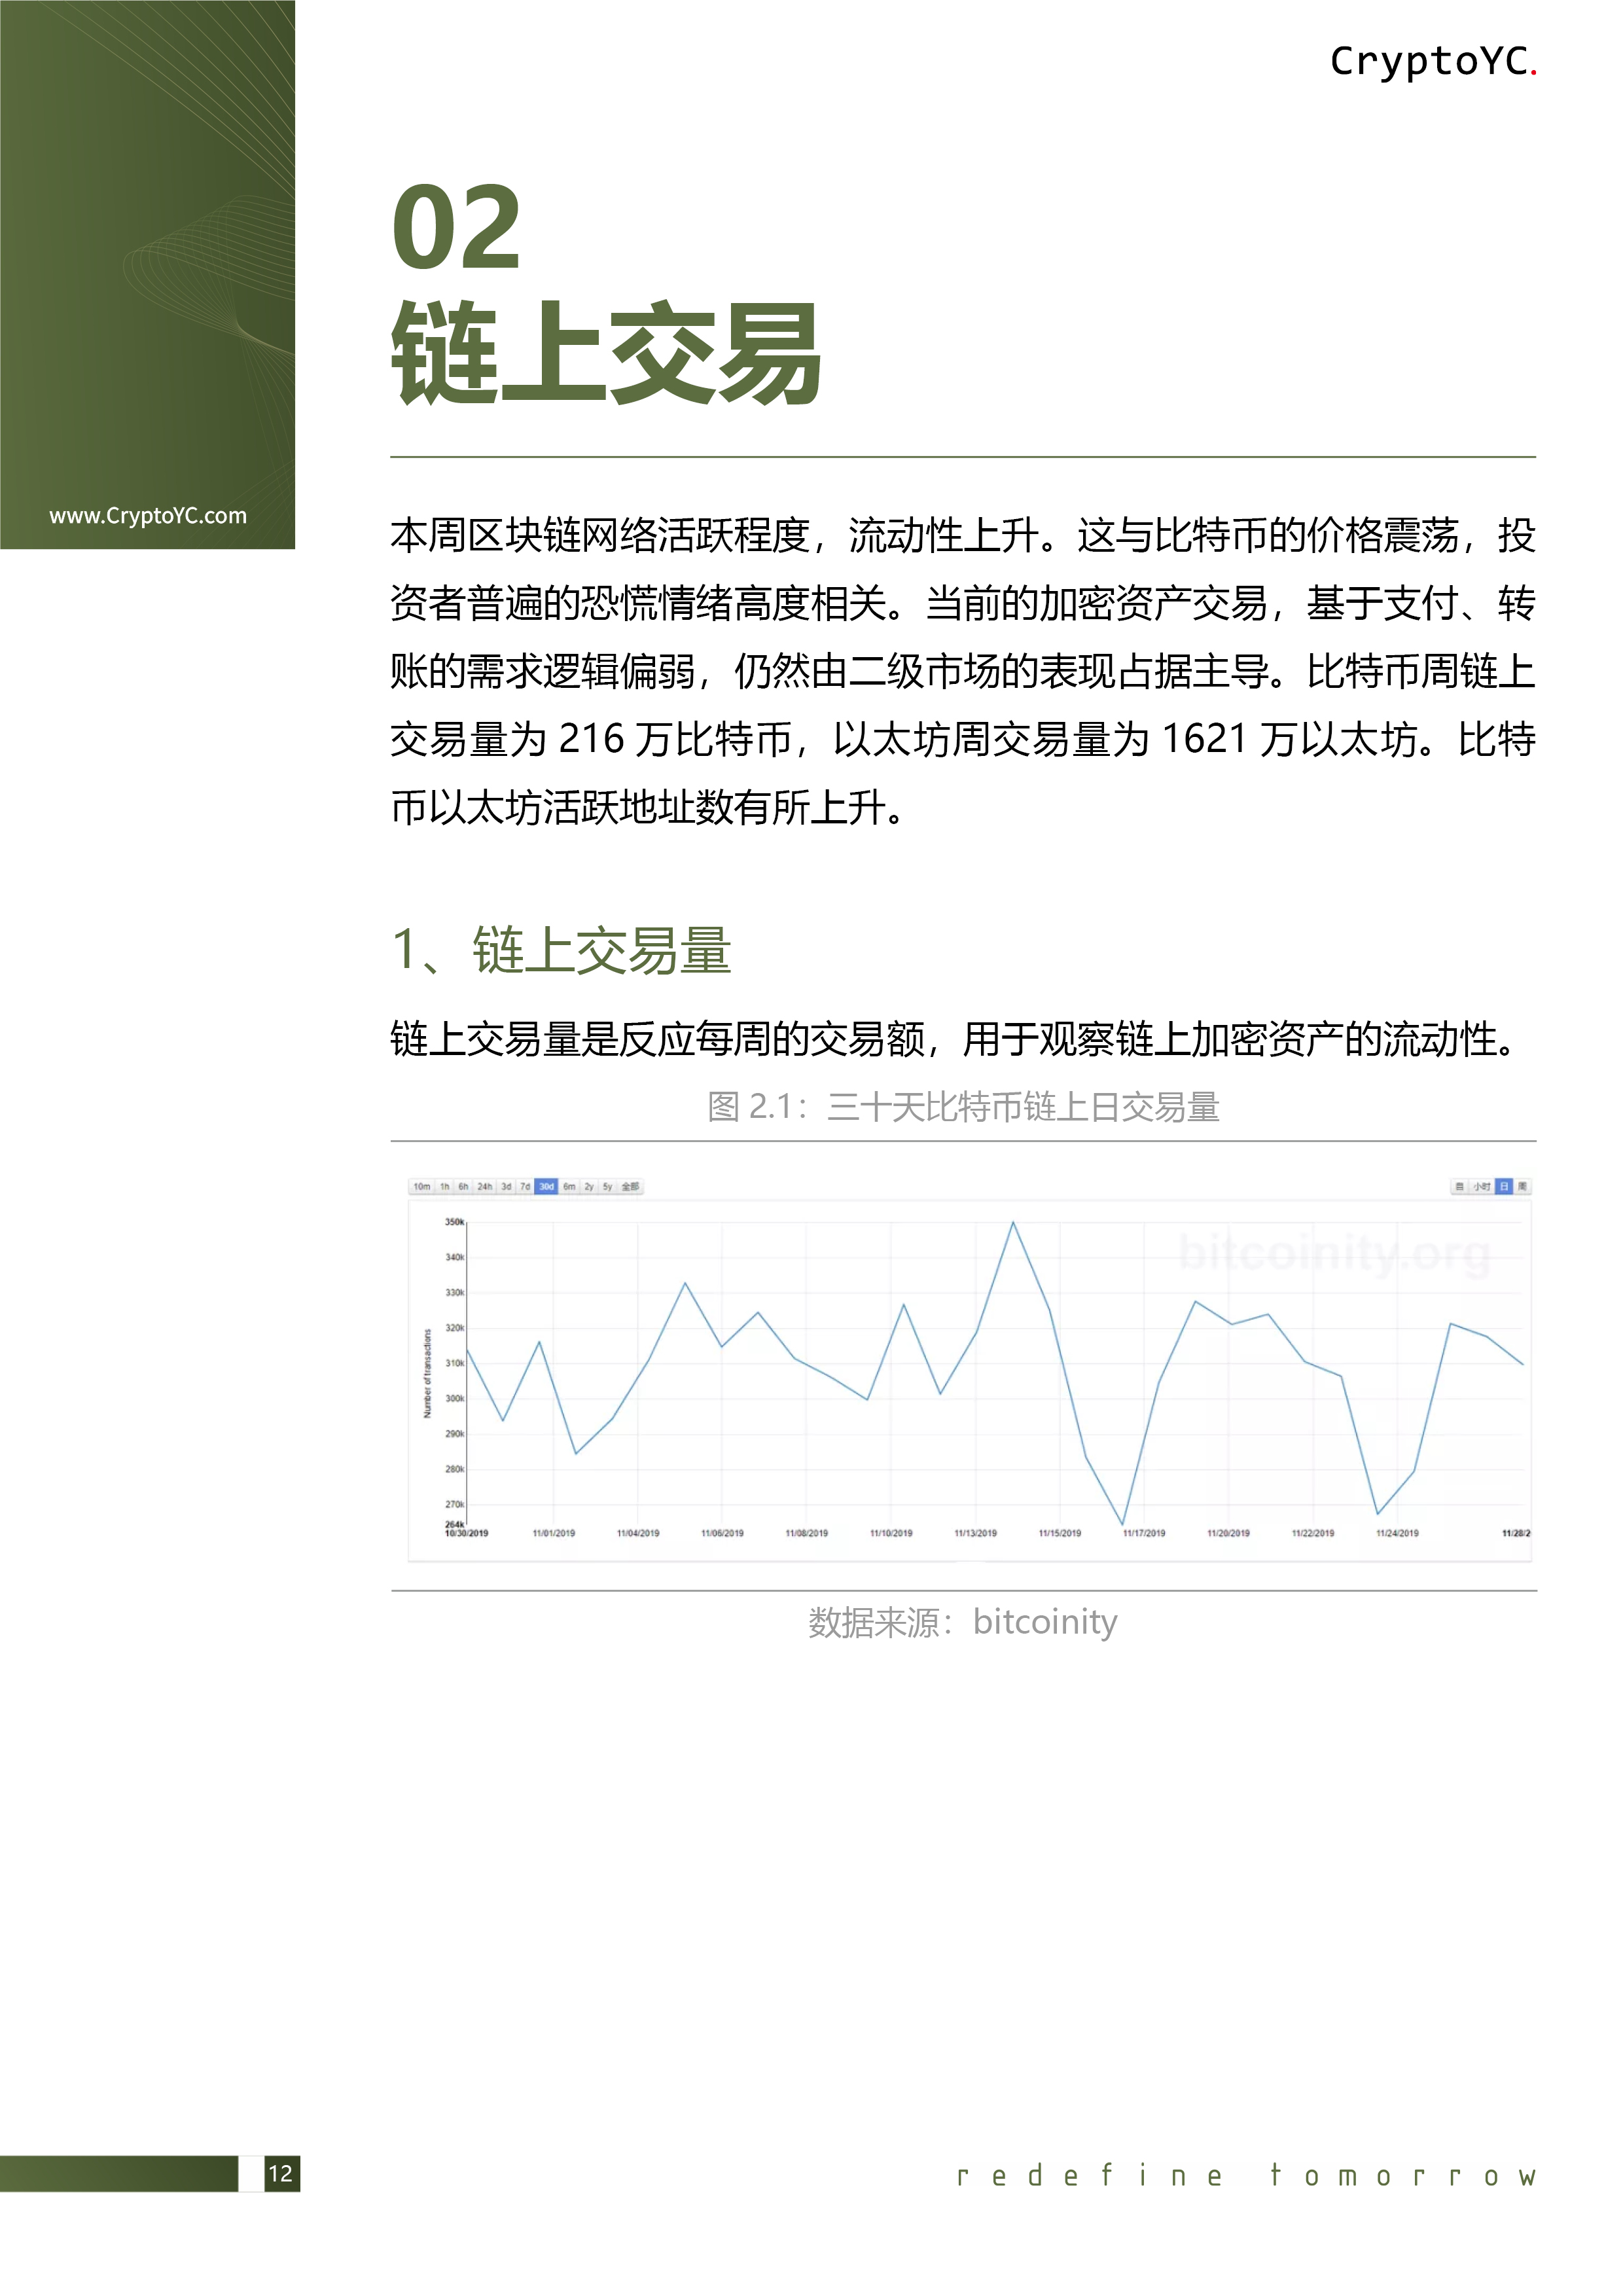 CryptoYC.
02
链上交易
www.CryptoYC.com
本周区块链网络活跃程度，流动性上升。这与比特币的价格震荡，投
资者普遍的恐慌情绪高度相关。当前的加密资产交易，基于支付、转
账的需求逻辑偏弱，仍然由二级市场的表现占据主导。比特币周链上
交易量为 216 万比特币，以太坊周交易量为 1621 万以太坊。比特
币以太坊活跃地址数有所上升。
1、链上交易量
链上交易量是反应每周的交易额，用于观察链上加密资产的流动性。
图 2.1：三十天比特币链上日交易量
10m 1h 6h 24h 3d 7d 30d 6m 2y 5y 全部
小时 日 周
bitcoinity.org
Number of transactions
350k
340k
330k
320k
310k
300k
290k
280k
270k
264k
10/30/2019 11/01/2019 11/04/2019 11/06/2019 11/08/2019 11/10/2019 11/13/2019 11/15/2019 11/17/2019 11/20/2019 11/22/2019 11/24/2019 11/28/2
数据来源：bitcoinity
12
redefine tomorrow